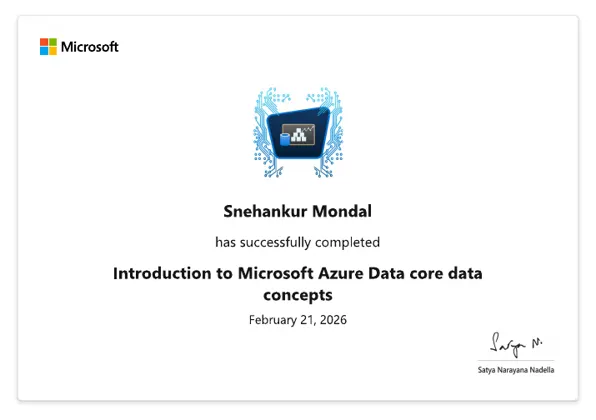 Microsoft
Snehankur Mondal
has successfully completed
Introduction to Microsoft Azure Data core data
concepts
February 21, 2026
Satya N.
Satya Narayana Nadella